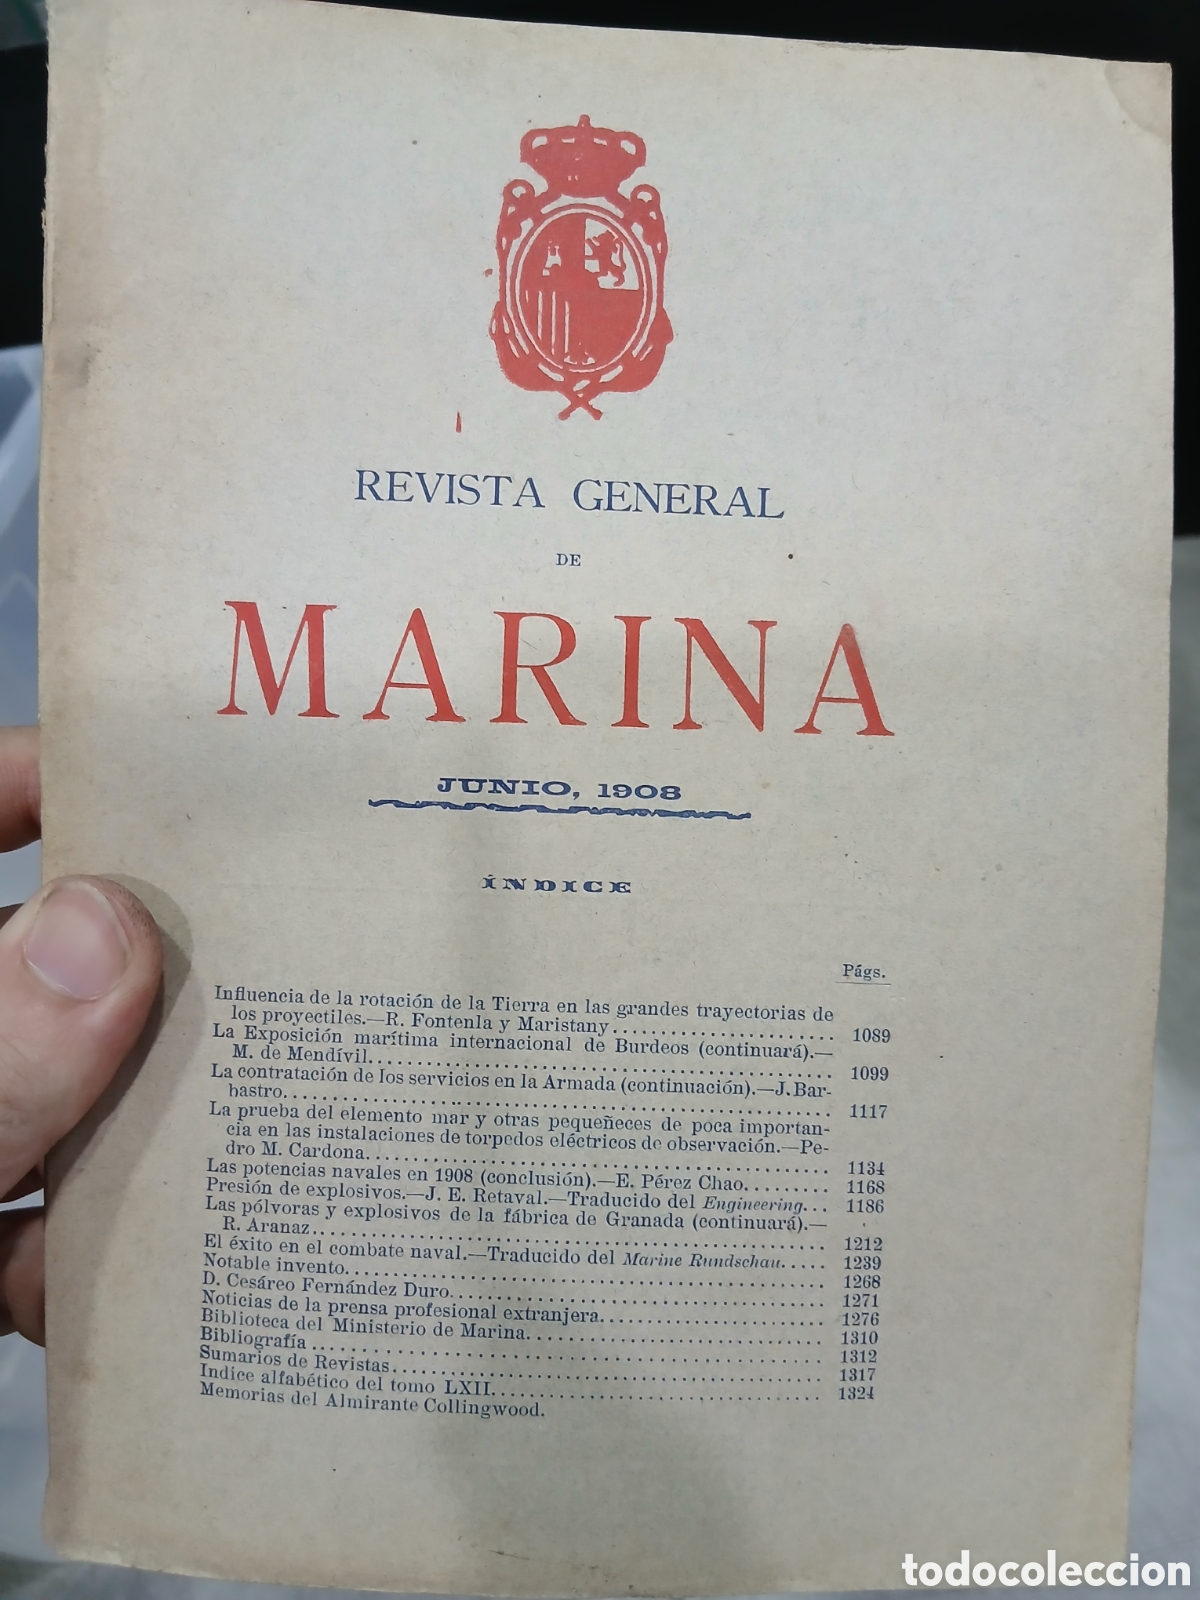 REVISTA GENERAL
DE
MARINA
JUNIO, 1908
ÍNDICE
Págs.
Influencia de la rotación de la Tierra en las grandes trayectorias de
los proyectiles.—R. Fontenla y Maristany........................ 1089
La Exposición marítima internacional de Burdeos (continuará).—
M. de Mendívil.................................................... 1099
La contratación de los servicios en la Armada (continuación).—J. Bar-
bastro............................................................ 1117
La prueba del elemento mar y otras pequeñeces de poca importan-
cia en las instalaciones de torpedos eléctricos de observación.—Pe-
dro M. Cardona.................................................... 1134
Las potencias navales en 1908 (conclusión).—E. Pérez Chao......... 1168
Presión de explosivos.—J. E. Retaval.—Traducido del Engineering... 1186
Las pólvoras y explosivos de la fábrica de Granada (continuará).—
R. Aranaz......................................................... 1212
El éxito en el combate naval.—Traducido del Marine Rundschau..... 1239
Notable invento................................................... 1268
D. Cesáreo Fernández Duro......................................... 1271
Noticias de la prensa profesional extranjera...................... 1276
Biblioteca del Ministerio de Marina............................... 1310
Bibliografía ..................................................... 1312
Sumarios de Revistas.............................................. 1317
Indice alfabético del tomo LXII................................... 1324
Memorias del Almirante Collingwood.
todocoleccion